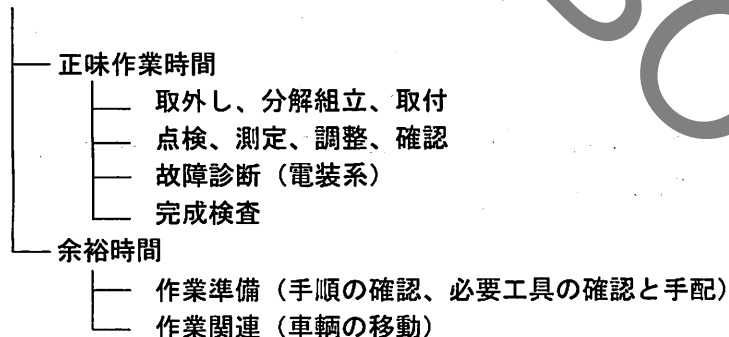 正味作業時間
取外し、分解組立、取付
点検、測定、調整、確認
故障診断（電装系）
完成検査
余裕時間
作業準備（手順の確認、必要工具の確認と手配）
作業関連（車輌の移動）